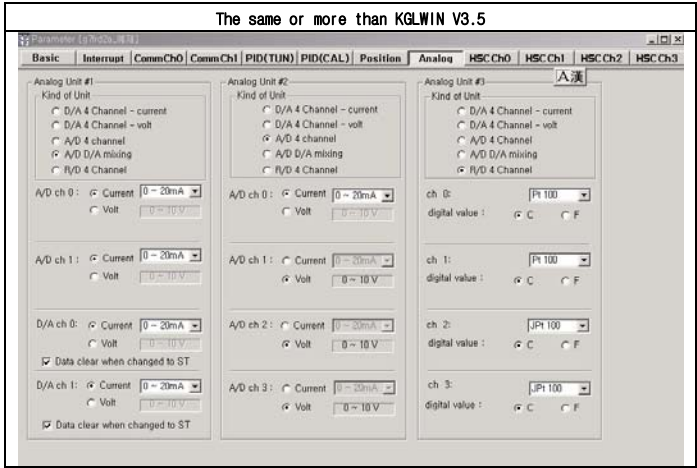 The same or more than KGLWIN V3.5
Basic Interrupt CommCh0 CommCh1 PID(TUN) PID(CAL) Position Analog HSC Ch0 HSC Ch1 HSC Ch2 HSC Ch3
A漢
Analog Unit #1
Kind of Unit
D/A 4 Channel - current
D/A 4 Channel - volt
A/D 4 channel
A/D D/A mixing
R/D 4 Channel
A/D ch 0 : Current 0 ~ 20mA
Volt 0 ~ 10 V
A/D ch 1 : Current 0 ~ 20mA
Volt 0 ~ 10 V
D/A ch 0: Current 0 ~ 20mA
Volt 0 ~ 10 V
Data clear when changed to ST
D/A ch 1: Current 0 ~ 20mA
Volt 0 ~ 10 V
Data clear when changed to ST
Analog Unit #2
Kind of Unit
D/A 4 Channel - current
D/A 4 Channel - volt
A/D 4 channel
A/D D/A mixing
R/D 4 Channel
A/D ch 0 : Current 0 ~ 20mA
Volt 0 ~ 10 V
A/D ch 1 : Current 0 ~ 20mA
Volt 0 ~ 10 V
A/D ch 2 : Current 0 ~ 20mA
Volt 0 ~ 10 V
A/D ch 3 : Current 0 ~ 20mA
Volt 0 ~ 10 V
Analog Unit #3
Kind of Unit
D/A 4 Channel - current
D/A 4 Channel - volt
A/D 4 channel
A/D D/A mixing
R/D 4 Channel
ch 0: Pt 100
digital value : C F
ch 1: Pt 100
digital value : C F
ch 2: JPt 100
digital value : C F
ch 3: JPt 100
digital value : C F